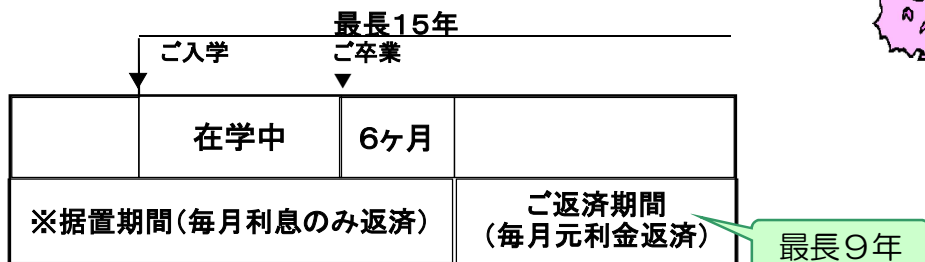 最長15年
ご入学
ご卒業
在学中
6ヶ月
※据置期間(毎月利息のみ返済)
ご返済期間
(毎月元利金返済)
最長9年